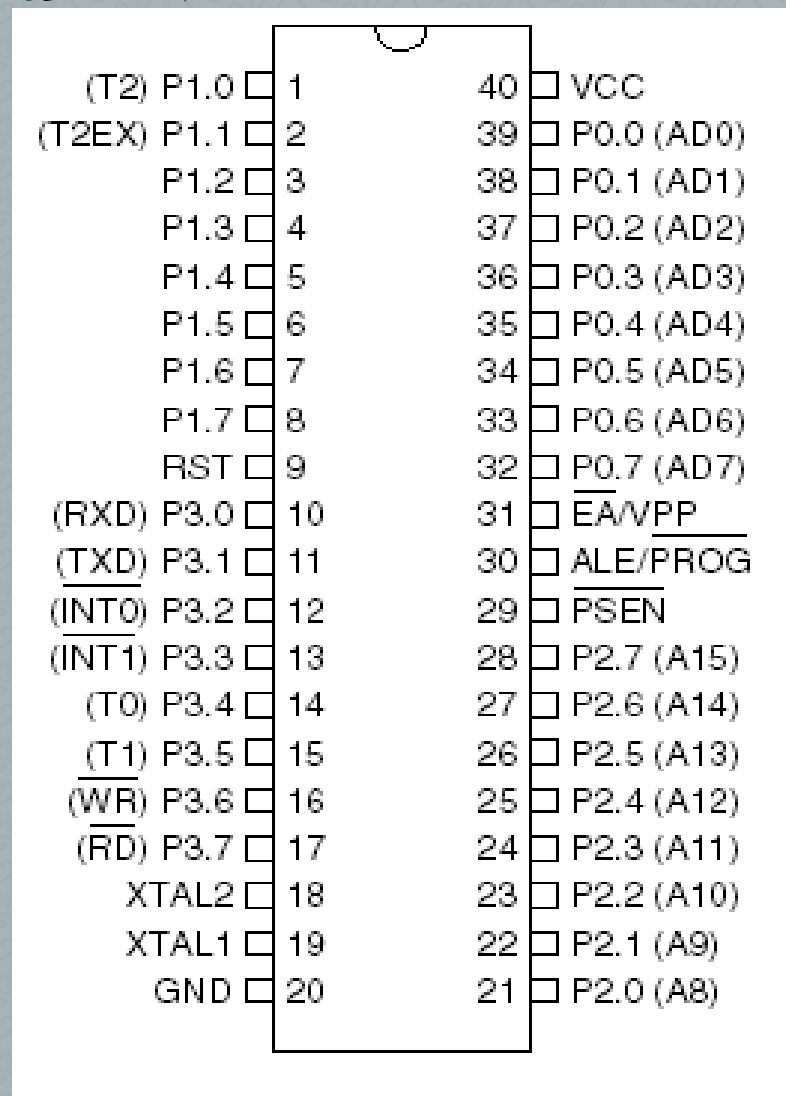 (T2) P1.0 1 40 VCC
(T2EX) P1.1 2 39 P0.0 (AD0)
P1.2 3 38 P0.1 (AD1)
P1.3 4 37 P0.2 (AD2)
P1.4 5 36 P0.3 (AD3)
P1.5 6 35 P0.4 (AD4)
P1.6 7 34 P0.5 (AD5)
P1.7 8 33 P0.6 (AD6)
RST 9 32 P0.7 (AD7)
(RXD) P3.0 10 31 E̅A̅/VPP
(TXD) P3.1 11 30 ALE/P̅R̅O̅G̅
(I̅N̅T̅0̅) P3.2 12 29 P̅S̅E̅N̅
(I̅N̅T̅1̅) P3.3 13 28 P2.7 (A15)
(T0) P3.4 14 27 P2.6 (A14)
(T1) P3.5 15 26 P2.5 (A13)
(W̅R̅) P3.6 16 25 P2.4 (A12)
(R̅D̅) P3.7 17 24 P2.3 (A11)
XTAL2 18 23 P2.2 (A10)
XTAL1 19 22 P2.1 (A9)
GND 20 21 P2.0 (A8)